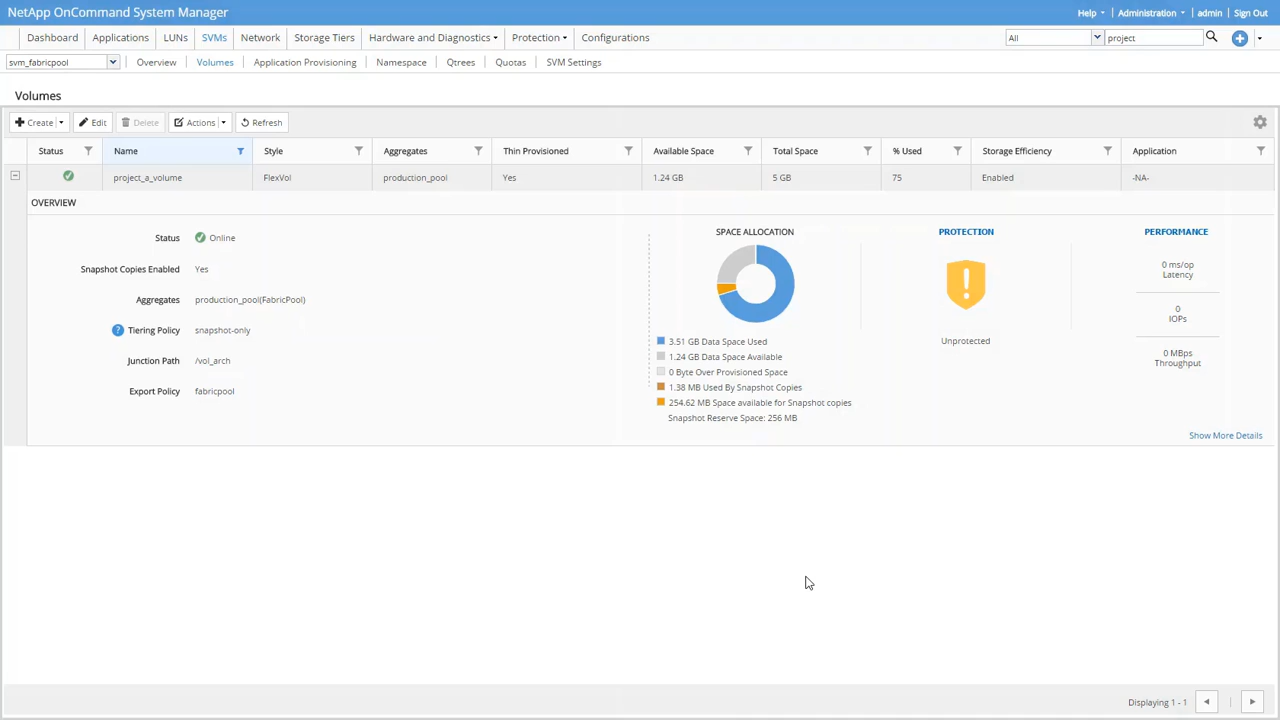 NetApp OnCommand System Manager
Help Administration admin Sign Out
Dashboard Applications LUNs SVMs Network Storage Tiers Hardware and Diagnostics Protection Configurations All project
svm_fabricpool Overview Volumes Application Provisioning Namespace Qtrees Quotas SVM Settings
Volumes
Create Edit Delete Actions Refresh
Status Name Style Aggregates Thin Provisioned Available Space Total Space % Used Storage Efficiency Application
project_a_volume FlexVol production_pool Yes 1.24 GB 5 GB 75 Enabled -NA-
OVERVIEW
Status Online
Snapshot Copies Enabled Yes
Aggregates production_pool(FabricPool)
? Tiering Policy snapshot-only
Junction Path /vol_arch
Export Policy fabricpool
SPACE ALLOCATION
3.51 GB Data Space Used
1.24 GB Data Space Available
0 Byte Over Provisioned Space
1.38 MB Used By Snapshot Copies
254.62 MB Space available for Snapshot copies
Snapshot Reserve Space: 256 MB
PROTECTION
!
Unprotected
PERFORMANCE
0 ms/op
Latency
0
IOPs
0 MBps
Throughput
Show More Details
Displaying 1 - 1